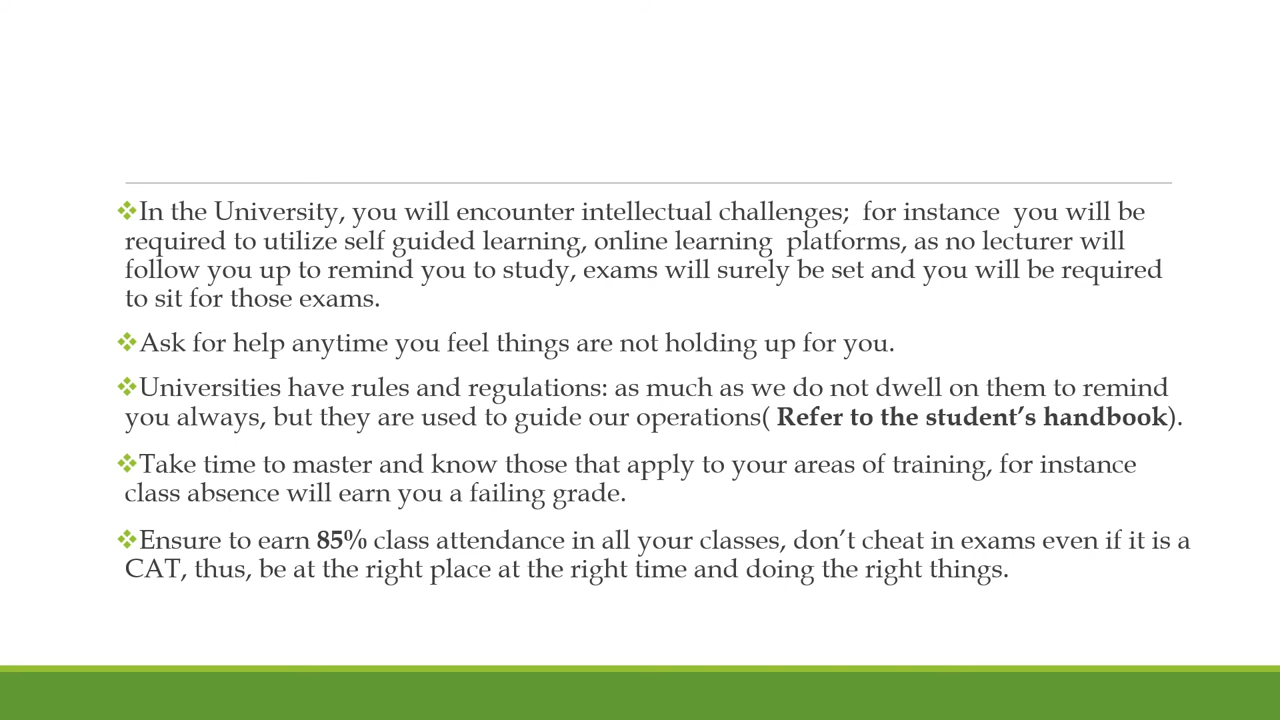 ❖In the University, you will encounter intellectual challenges;  for instance  you will be
required to utilize self guided learning, online learning  platforms, as no lecturer will
follow you up to remind you to study, exams will surely be set and you will be required
to sit for those exams.
❖Ask for help anytime you feel things are not holding up for you.
❖Universities have rules and regulations: as much as we do not dwell on them to remind
you always, but they are used to guide our operations( Refer to the student’s handbook).
❖Take time to master and know those that apply to your areas of training, for instance
class absence will earn you a failing grade.
❖Ensure to earn 85% class attendance in all your classes, don’t cheat in exams even if it is a
CAT, thus, be at the right place at the right time and doing the right things.